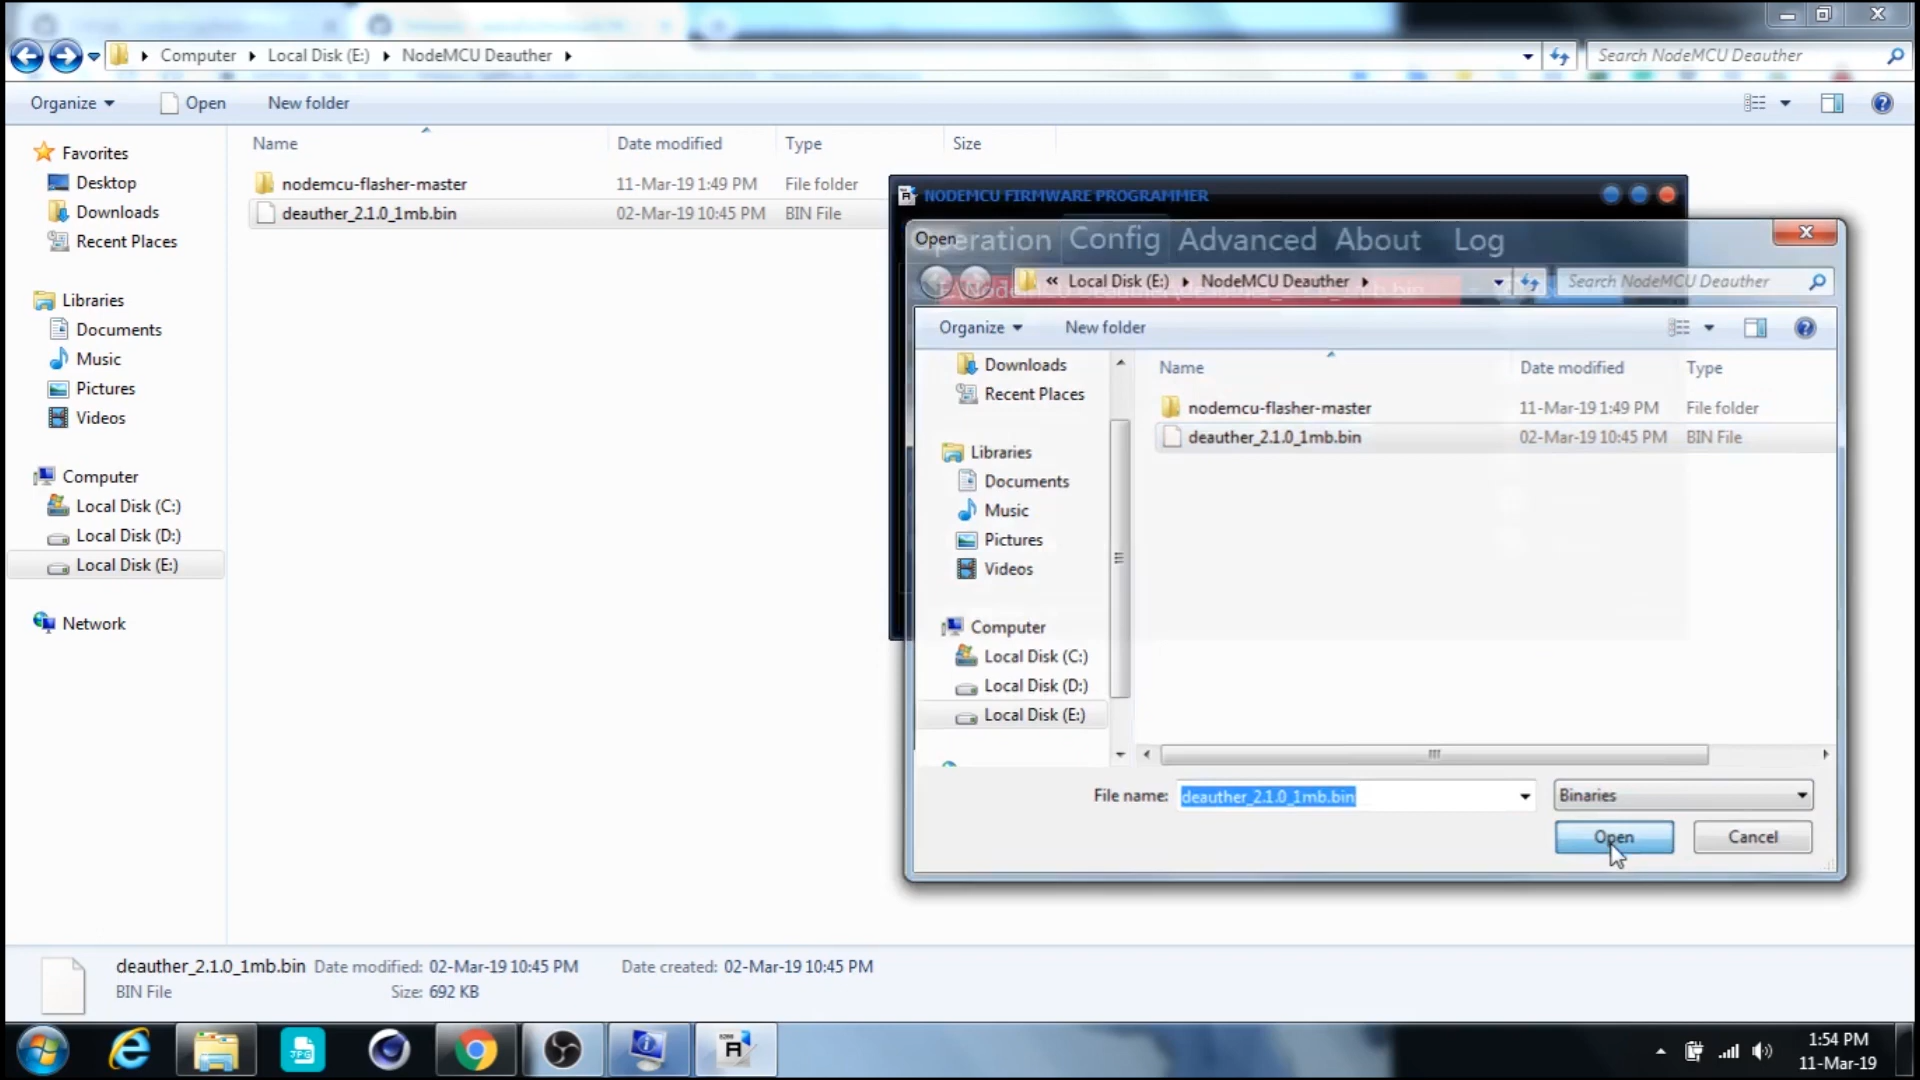 Computer Local Disk (E:) NodeMCU Deauther
Search NodeMCU Deauther
Organize Open New folder
Favorites
Desktop
Downloads
Recent Places
Libraries
Documents
Music
Pictures
Videos
Computer
Local Disk (C:)
Local Disk (D:)
Local Disk (E:)
Network
Name Date modified Type Size
nodemcu-flasher-master 11-Mar-19 1:49 PM File folder
deauther_2.1.0_1mb.bin 02-Mar-19 10:45 PM BIN File
NODEMCU FIRMWARE PROGRAMMER
Open
Config Advanced About Log
« Local Disk (E:) NodeMCU Deauther
Search NodeMCU Deauther
Organize New folder
Downloads
Recent Places
Libraries
Documents
Music
Pictures
Videos
Computer
Local Disk (C:)
Local Disk (D:)
Local Disk (E:)
Name Date modified Type
nodemcu-flasher-master 11-Mar-19 1:49 PM File folder
deauther_2.1.0_1mb.bin 02-Mar-19 10:45 PM BIN File
File name: deauther_2.1.0_1mb.bin Binaries
Open Cancel
deauther_2.1.0_1mb.bin Date modified: 02-Mar-19 10:45 PM Date created: 02-Mar-19 10:45 PM
BIN File Size: 692 KB
JPG
1:54 PM
11-Mar-19